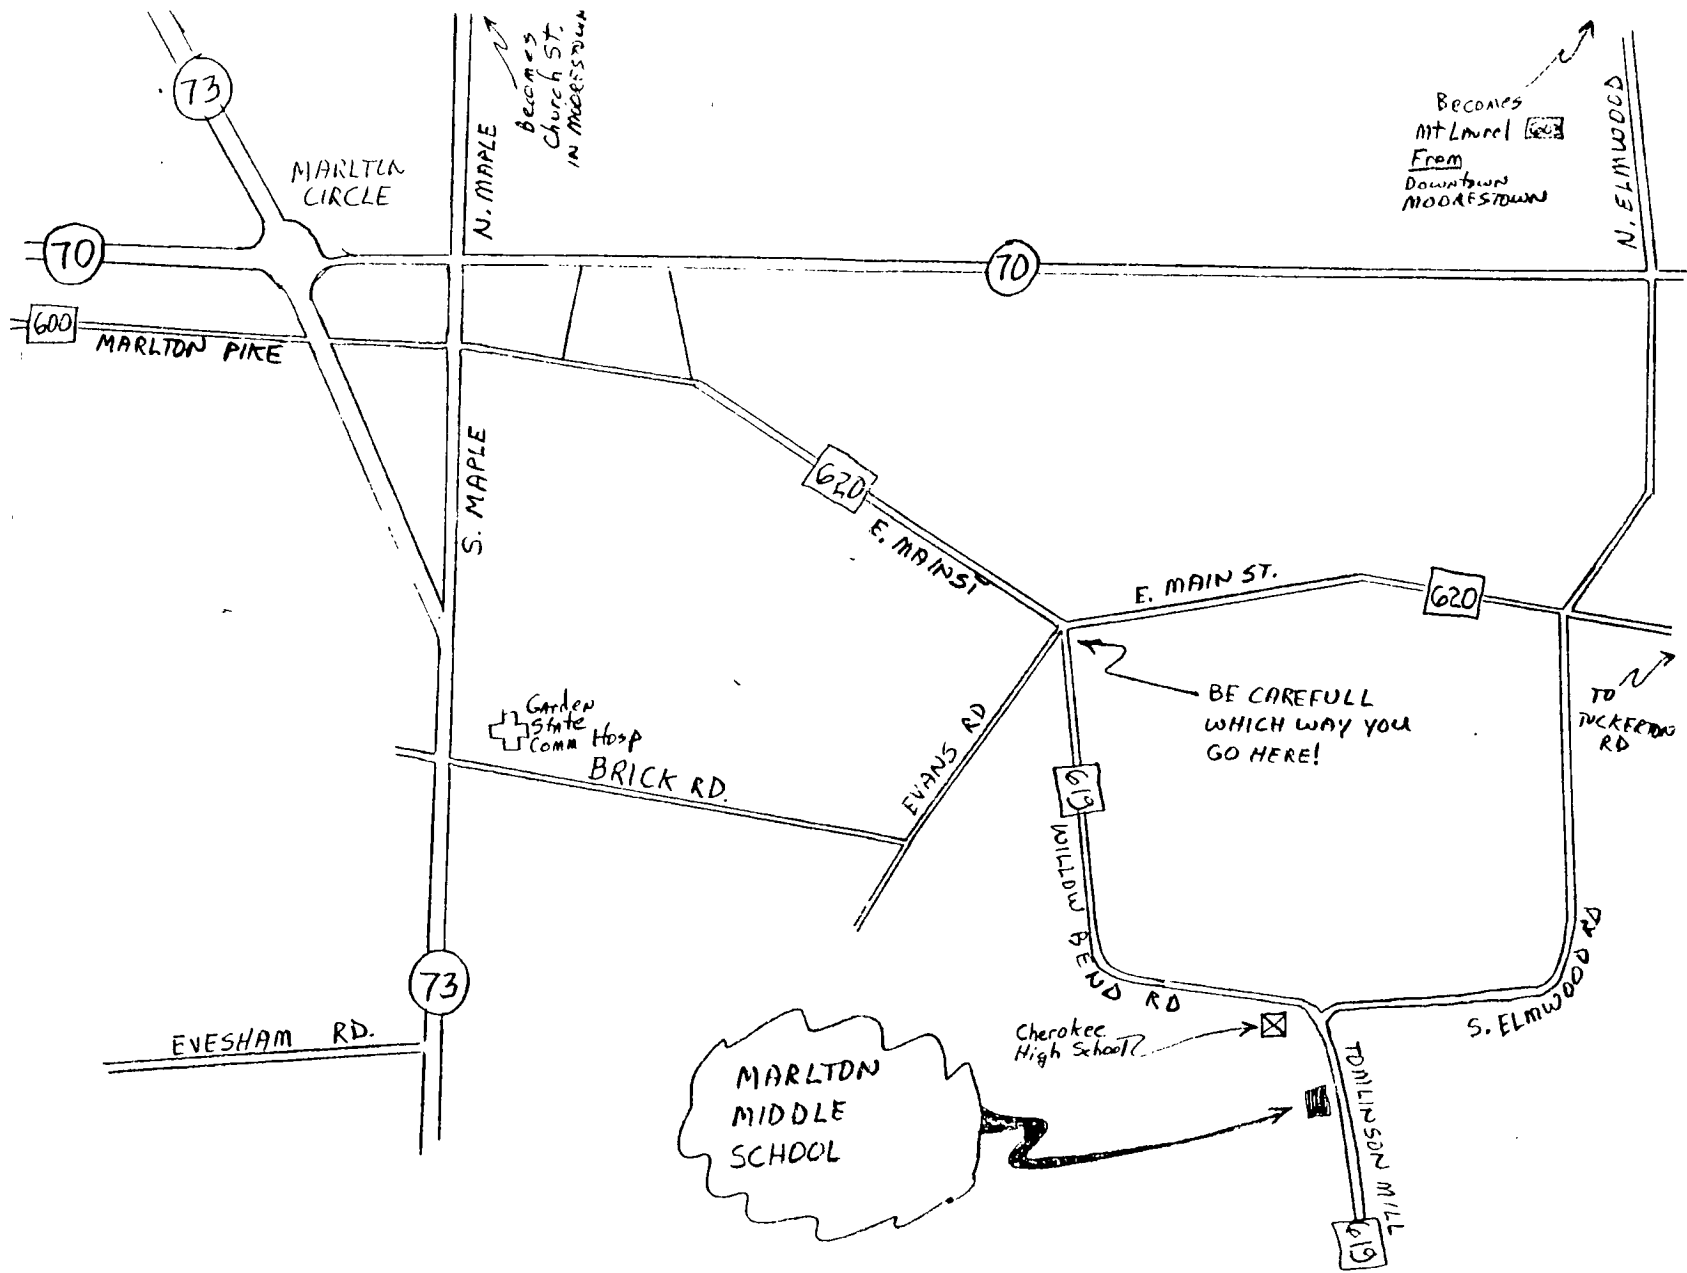 73
MARLTON
CIRCLE
Becomes
Church ST.
IN MOORESTOWN
N. MAPLE
Becomes
Mt Laurel
From
DOWNTOWN
MOORESTOWN
N. ELMWOOD
70
70
600
MARLTON PIKE
S. MAPLE
620
E. MAIN ST
E. MAIN ST.
620
BE CAREFULL
WHICH WAY YOU
GO HERE!
TO
TUCKERTON
RD
Garden
State
Comm Hosp
BRICK RD.
EVANS RD
619
WILLOW BEND RD
S. ELMWOOD RD
73
EVESHAM RD.
Cherokee
High School
MARLTON
MIDDLE
SCHOOL
TOMLINSON MILL
619